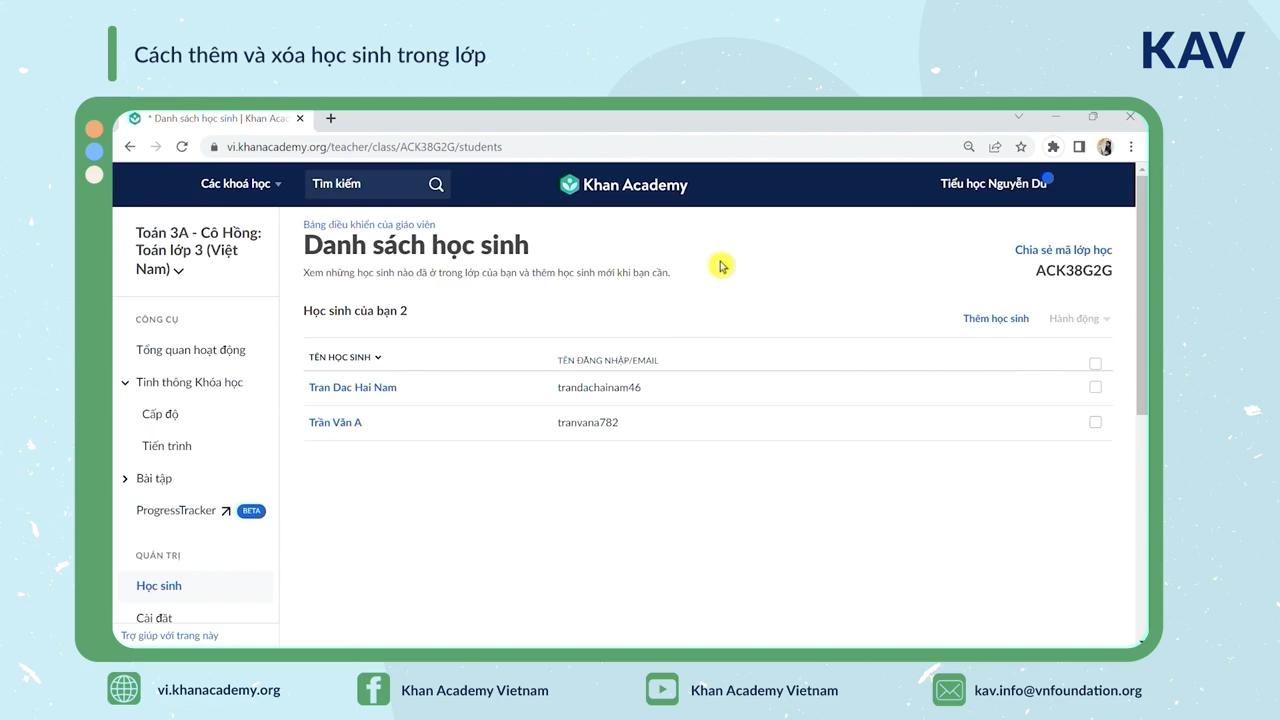 Cách thêm và xóa học sinh trong lớp
KAV
* Danh sách học sinh | Khan Aca
vi.khanacademy.org/teacher/class/ACK38G2G/students
Các khoá học
Tìm kiếm
Khan Academy
Tiểu học Nguyễn Du
Toán 3A - Cô Hồng:
Toán lớp 3 (Việt
Nam)
CÔNG CỤ
Tổng quan hoạt động
Tinh thông Khóa học
Cấp độ
Tiến trình
Bài tập
ProgressTracker BETA
QUẢN TRỊ
Học sinh
Cài đặt
Trợ giúp với trang này
Bảng điều khiển của giáo viên
Danh sách học sinh
Xem những học sinh nào đã ở trong lớp của bạn và thêm học sinh mới khi bạn cần.
Chia sẻ mã lớp học
ACK38G2G
Học sinh của bạn 2
Thêm học sinh
Hành động
TÊN HỌC SINH
TÊN ĐĂNG NHẬP/EMAIL
Tran Dac Hai Nam
trandachainam46
Trần Văn A
tranvana782
vi.khanacademy.org
Khan Academy Vietnam
Khan Academy Vietnam
kav.info@vnfoundation.org